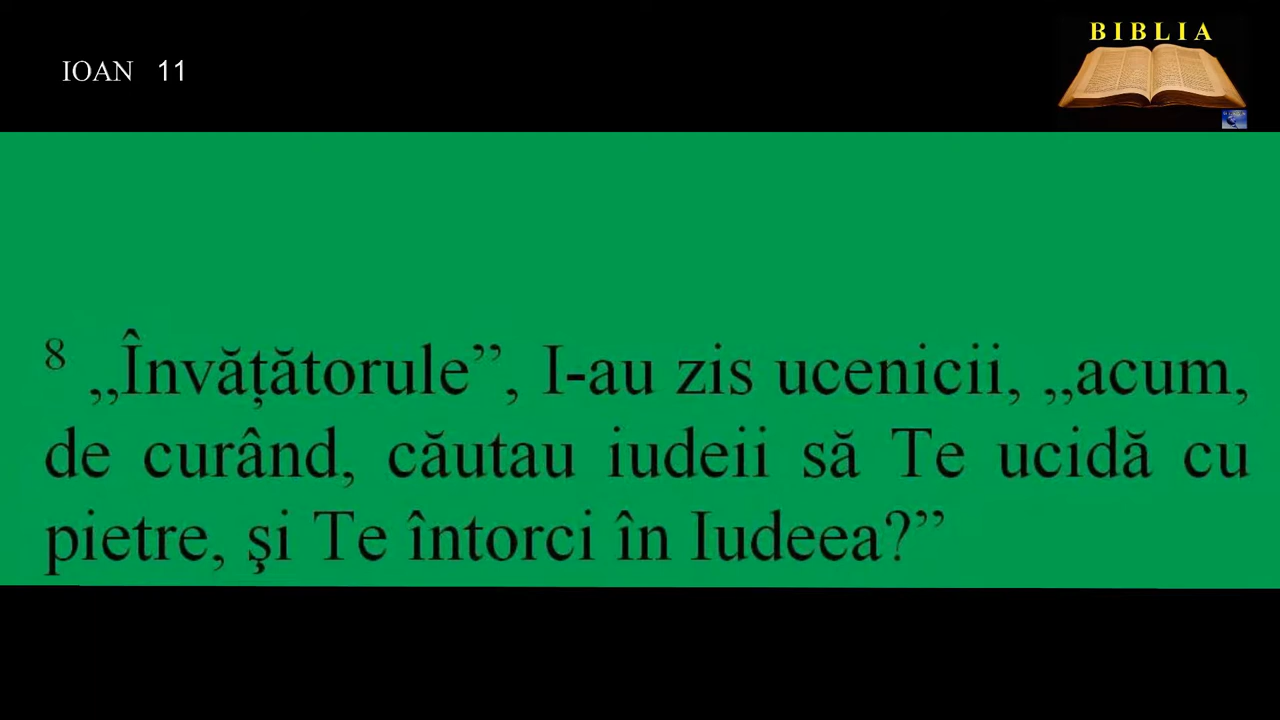 BIBLIA
IOAN 11
8 „Învățătorule”, I-au zis ucenicii, „acum,
de curând, căutau iudeii să Te ucidă cu
pietre, şi Te întorci în Iudeea?”